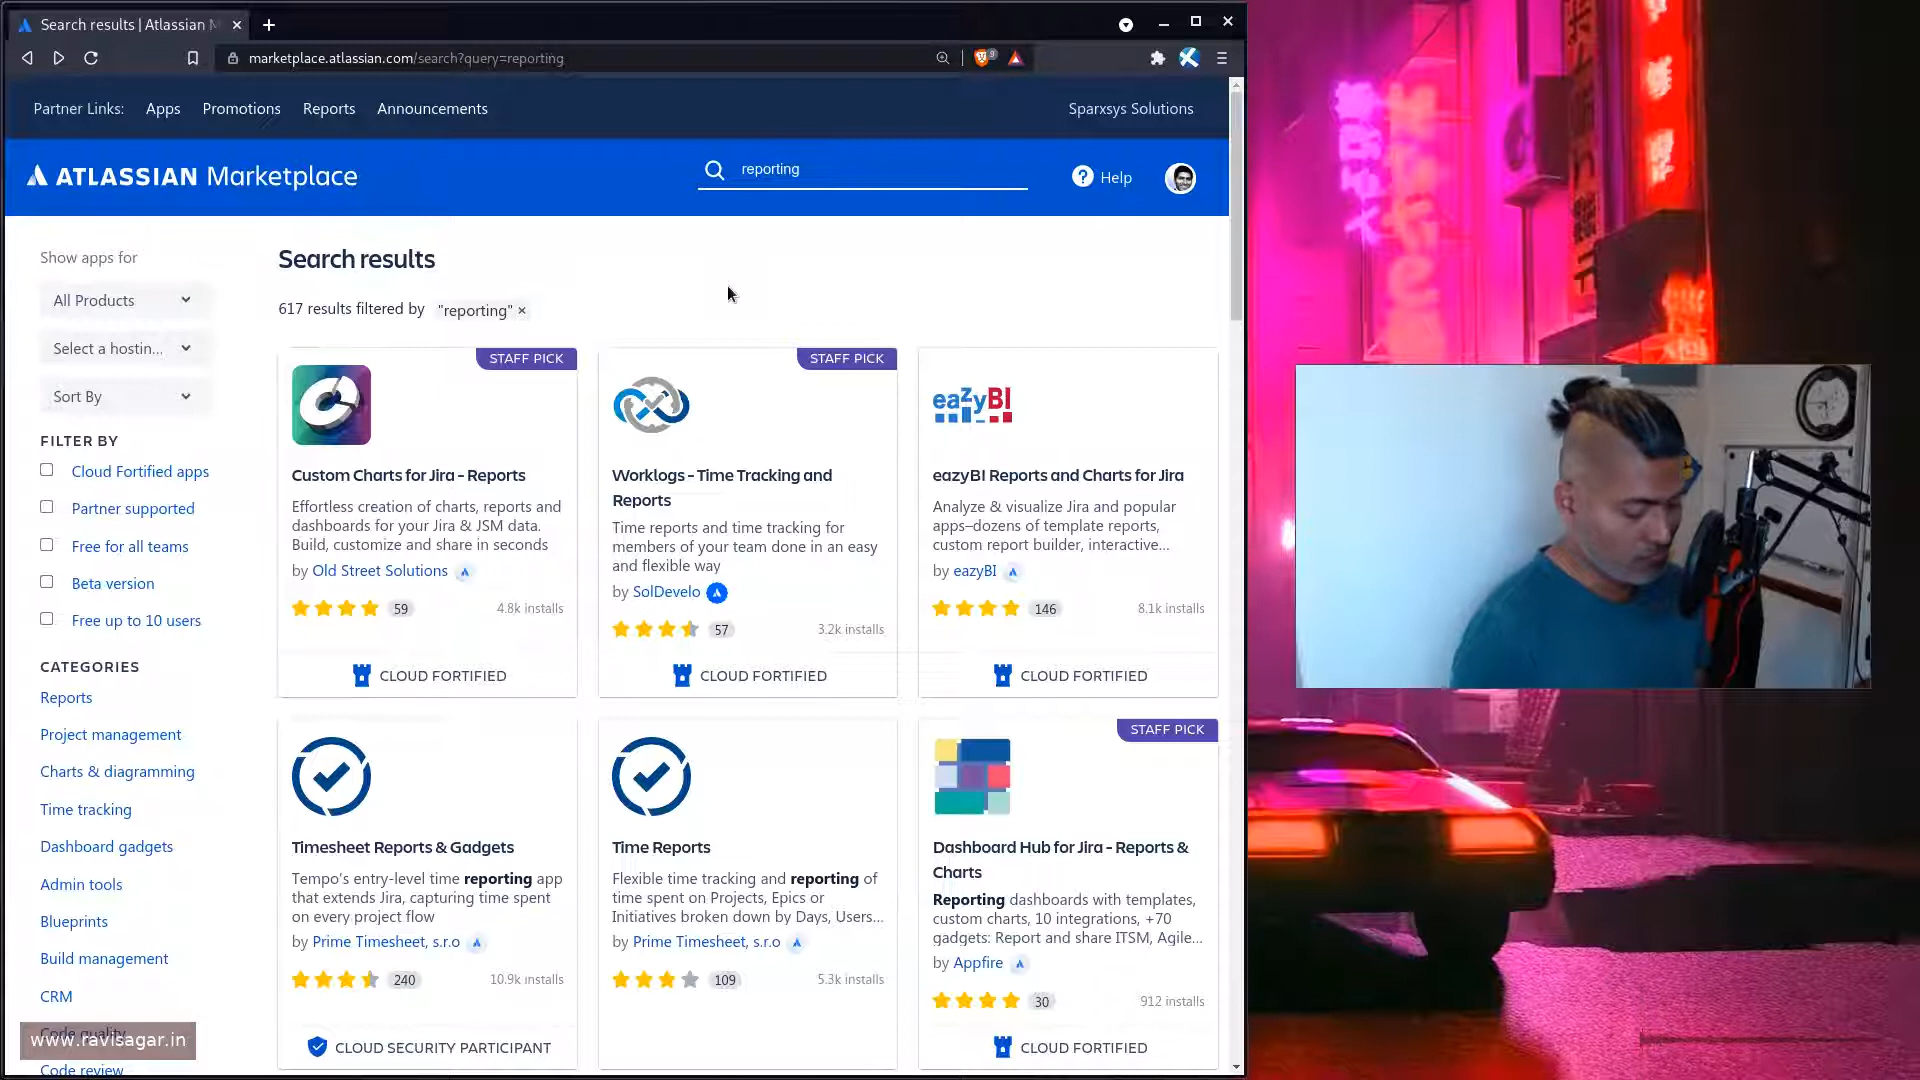 Search results | Atlassian M
marketplace.atlassian.com/search?query=reporting
9
Partner Links: Apps Promotions Reports Announcements Sparxsys Solutions
ATLASSIAN Marketplace
reporting
? Help
Show apps for
All Products
Select a hostin...
Sort By
FILTER BY
Cloud Fortified apps
Partner supported
Free for all teams
Beta version
Free up to 10 users
CATEGORIES
Reports
Project management
Charts & diagramming
Time tracking
Dashboard gadgets
Admin tools
Blueprints
Build management
CRM
Code quality
Code review
Search results
617 results filtered by "reporting" ×
STAFF PICK
Custom Charts for Jira - Reports
Effortless creation of charts, reports and
dashboards for your Jira & JSM data.
Build, customize and share in seconds
by Old Street Solutions
59 4.8k installs
CLOUD FORTIFIED
STAFF PICK
Worklogs - Time Tracking and
Reports
Time reports and time tracking for
members of your team done in an easy
and flexible way
by SolDevelo
57 3.2k installs
CLOUD FORTIFIED
eazyBI
eazyBI Reports and Charts for Jira
Analyze & visualize Jira and popular
apps–dozens of template reports,
custom report builder, interactive...
by eazyBI
146 8.1k installs
CLOUD FORTIFIED
Timesheet Reports & Gadgets
Tempo's entry-level time reporting app
that extends Jira, capturing time spent
on every project flow
by Prime Timesheet, s.r.o
240 10.9k installs
CLOUD SECURITY PARTICIPANT
Time Reports
Flexible time tracking and reporting of
time spent on Projects, Epics or
Initiatives broken down by Days, Users...
by Prime Timesheet, s.r.o
109 5.3k installs
STAFF PICK
Dashboard Hub for Jira - Reports &
Charts
Reporting dashboards with templates,
custom charts, 10 integrations, +70
gadgets: Report and share ITSM, Agile...
by Appfire
30 912 installs
CLOUD FORTIFIED
www.ravisagar.in